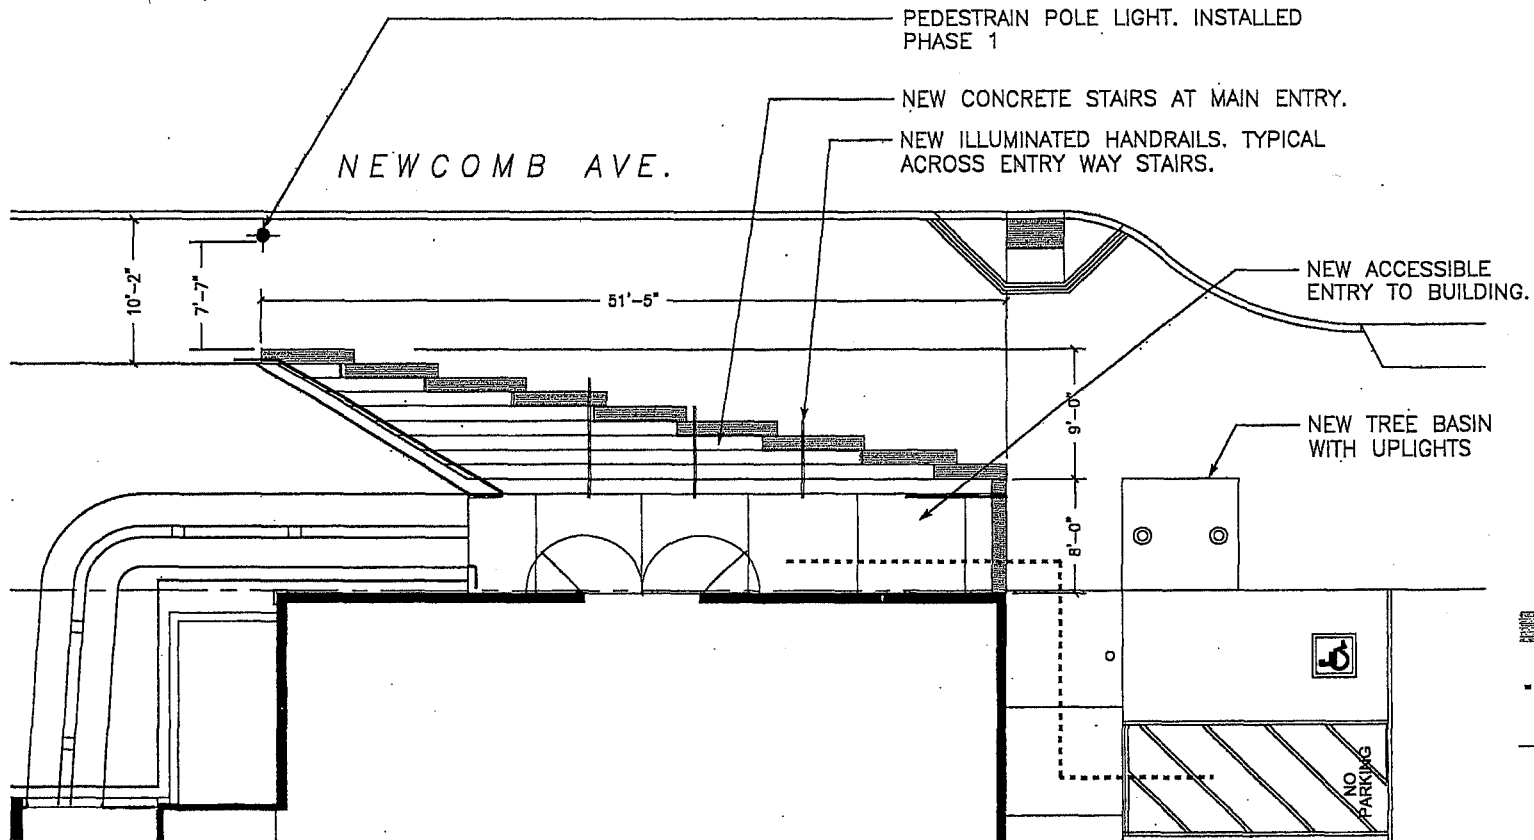 PEDESTRAIN POLE LIGHT. INSTALLED
PHASE 1
NEW CONCRETE STAIRS AT MAIN ENTRY.
NEW ILLUMINATED HANDRAILS. TYPICAL
ACROSS ENTRY WAY STAIRS.
NEWCOMB AVE.
NEW ACCESSIBLE
ENTRY TO BUILDING.
10'-2"
7'-7"
51'-5"
9'-0"
NEW TREE BASIN
WITH UPLIGHTS
8'-0"
NO
PARKING